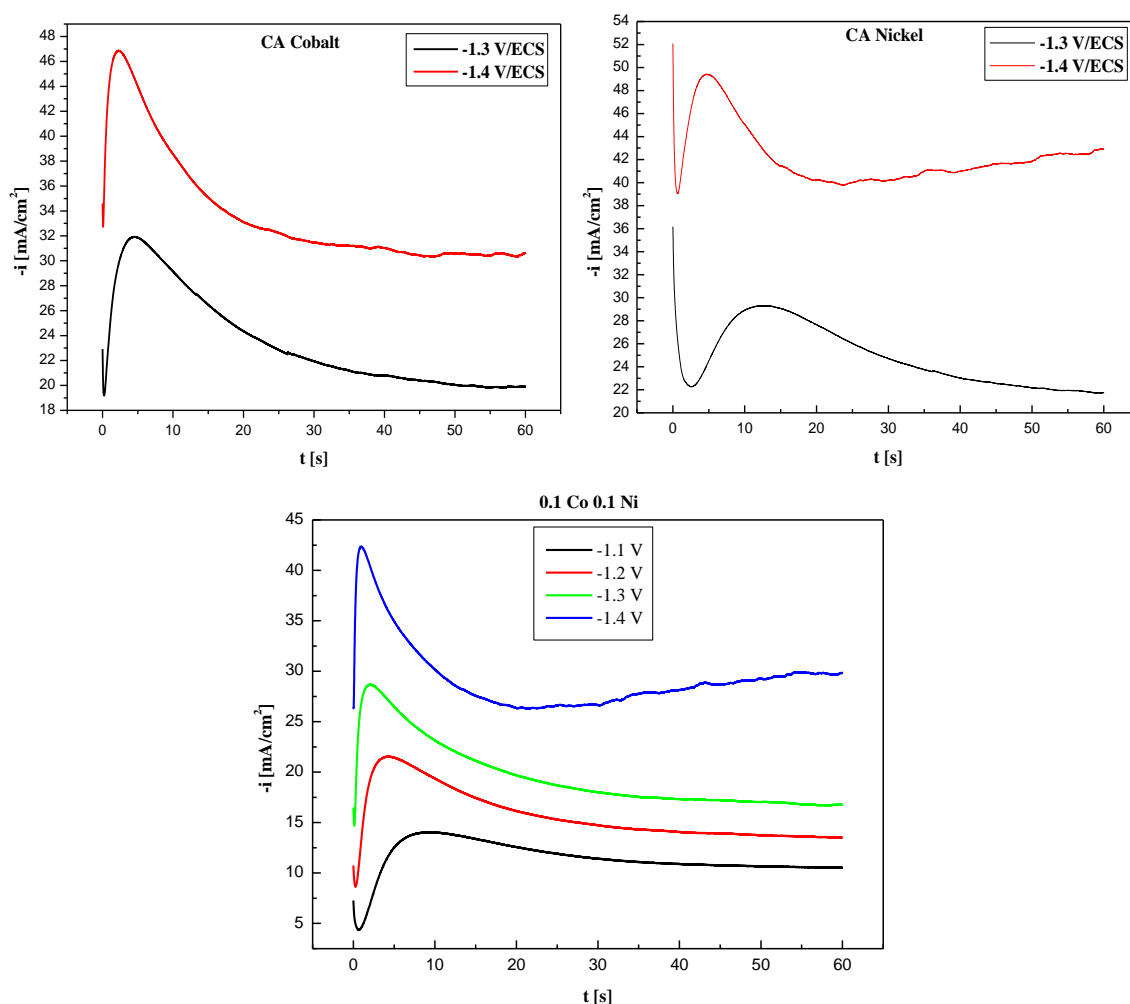 CA Cobalt
-1.3 V/ECS
-1.4 V/ECS
48
46
44
42
40
38
36
34
32
30
28
26
24
22
20
18
0 10 20 30 40 50 60
-i [mA/cm²]
t [s]
CA Nickel
-1.3 V/ECS
-1.4 V/ECS
54
52
50
48
46
44
42
40
38
36
34
32
30
28
26
24
22
20
0 10 20 30 40 50 60
-i [mA/cm²]
t [s]
0.1 Co 0.1 Ni
-1.1 V
-1.2 V
-1.3 V
-1.4 V
45
40
35
30
25
20
15
10
5
0 10 20 30 40 50 60
-i [mA/cm²]
t [s]